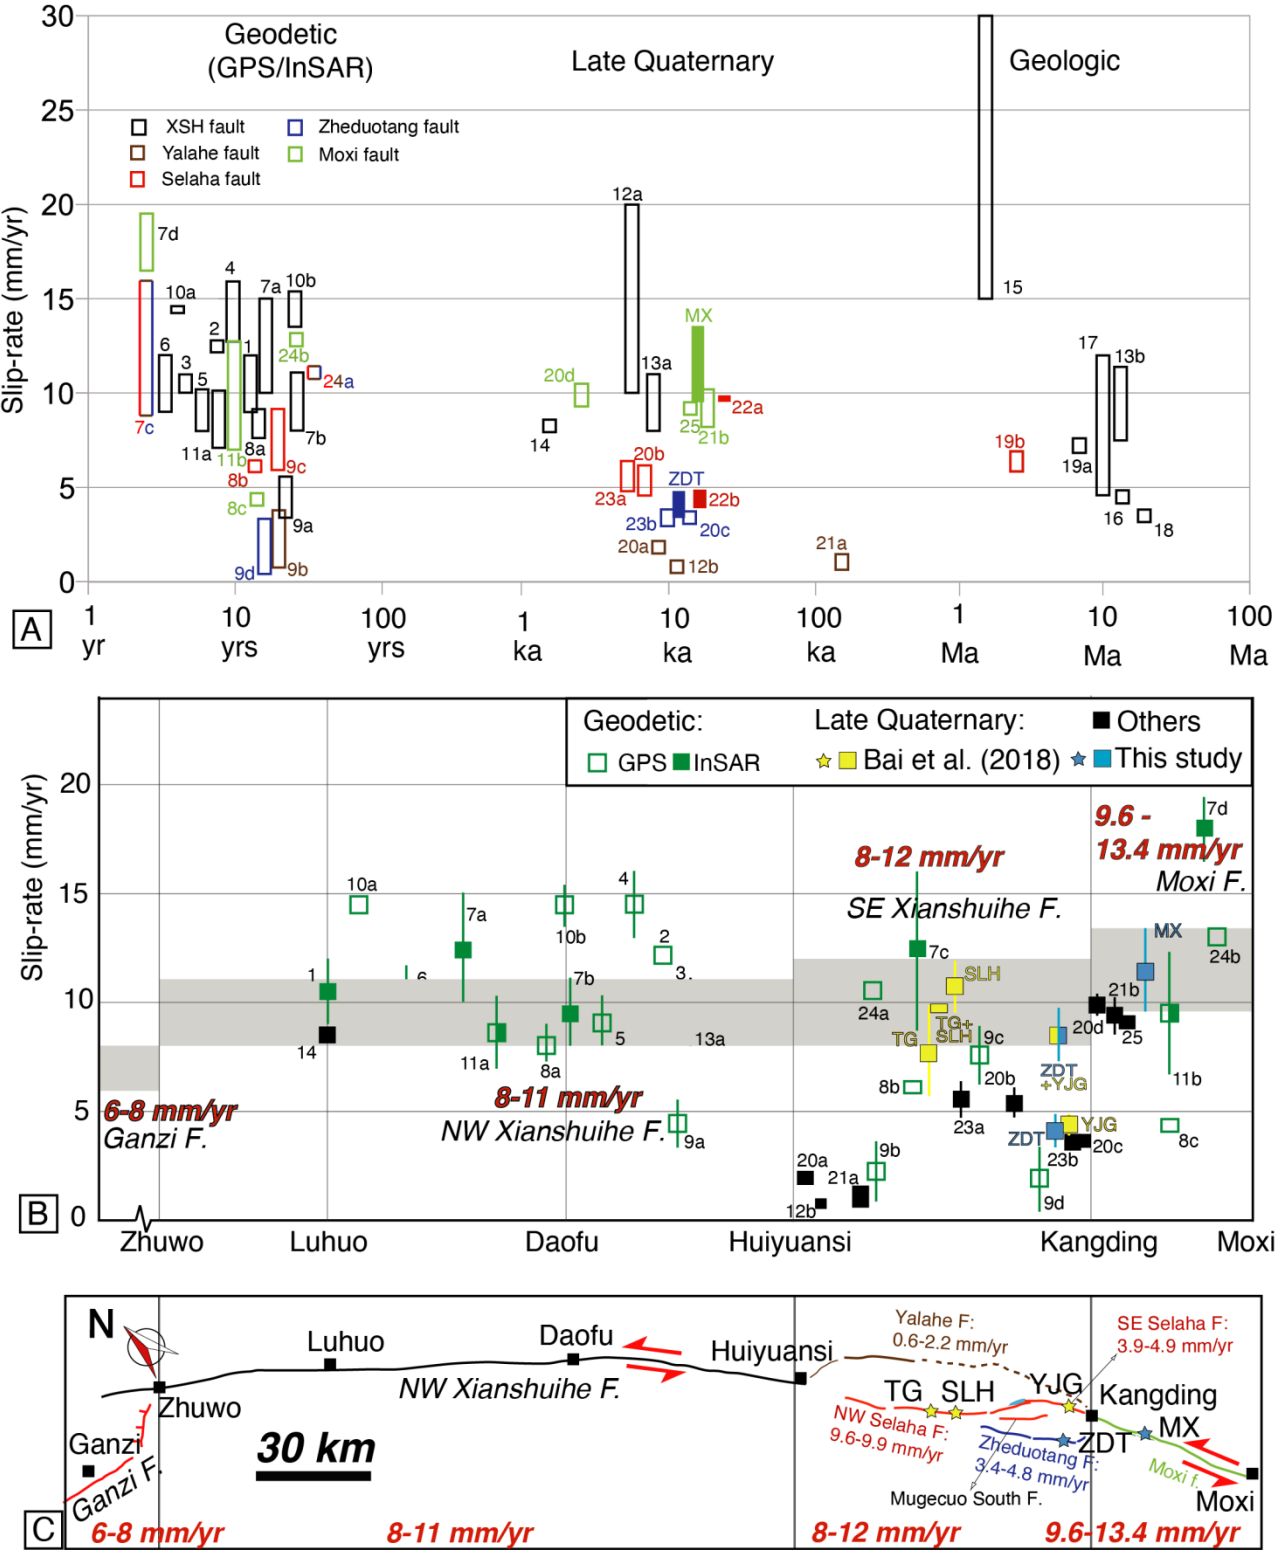 30
25
20
15
10
5
0
Slip-rate (mm/yr)
Geodetic
(GPS/InSAR)
Late Quaternary
Geologic
XSH fault
Yalahe fault
Selaha fault
Zheduotang fault
Moxi fault
7d
7c
10a
6
3
2
5
11a
4
11b
1
8a
8b
8c
7a
9d
9c
9b
9a
10b
24b
7b
24a
14
20d
12a
13a
23a
20b
MX
25
21b
22a
ZDT
22b
23b
20c
20a
12b
21a
15
19b
19a
17
13b
16
18
1
yr
10
yrs
100
yrs
1
ka
10
ka
100
ka
1
Ma
10
Ma
100
Ma
A
Geodetic:
GPS
InSAR
Late Quaternary:
Others
Bai et al. (2018)
This study
20
15
10
5
0
Slip-rate (mm/yr)
6-8 mm/yr
Ganzi F.
8-11 mm/yr
NW Xianshuihe F.
8-12 mm/yr
SE Xianshuihe F.
9.6 -
13.4 mm/yr
Moxi F.
10a
1
14
6
7a
11a
10b
8a
7b
5
4
2
3.
13a
9a
20a
12b
21a
9b
24a
7c
8b
TG
SLH
TG+
SLH
9c
20b
23a
ZDT
+YJG
ZDT
YJG
23b
20c
9d
20d
21b
25
MX
11b
8c
7d
24b
B
Zhuwo
Luhuo
Daofu
Huiyuansi
Kangding
Moxi
N
Zhuwo
Ganzi
Ganzi F.
Luhuo
Daofu
NW Xianshuihe F.
30 km
Huiyuansi
Yalahe F:
0.6-2.2 mm/yr
SE Selaha F:
3.9-4.9 mm/yr
TG
SLH
YJG
Kangding
NW Selaha F:
9.6-9.9 mm/yr
Zheduotang F:
3.4-4.8 mm/yr
Mugecuo South F.
ZDT
MX
Moxi f.
Moxi
C
6-8 mm/yr
8-11 mm/yr
8-12 mm/yr
9.6-13.4 mm/yr